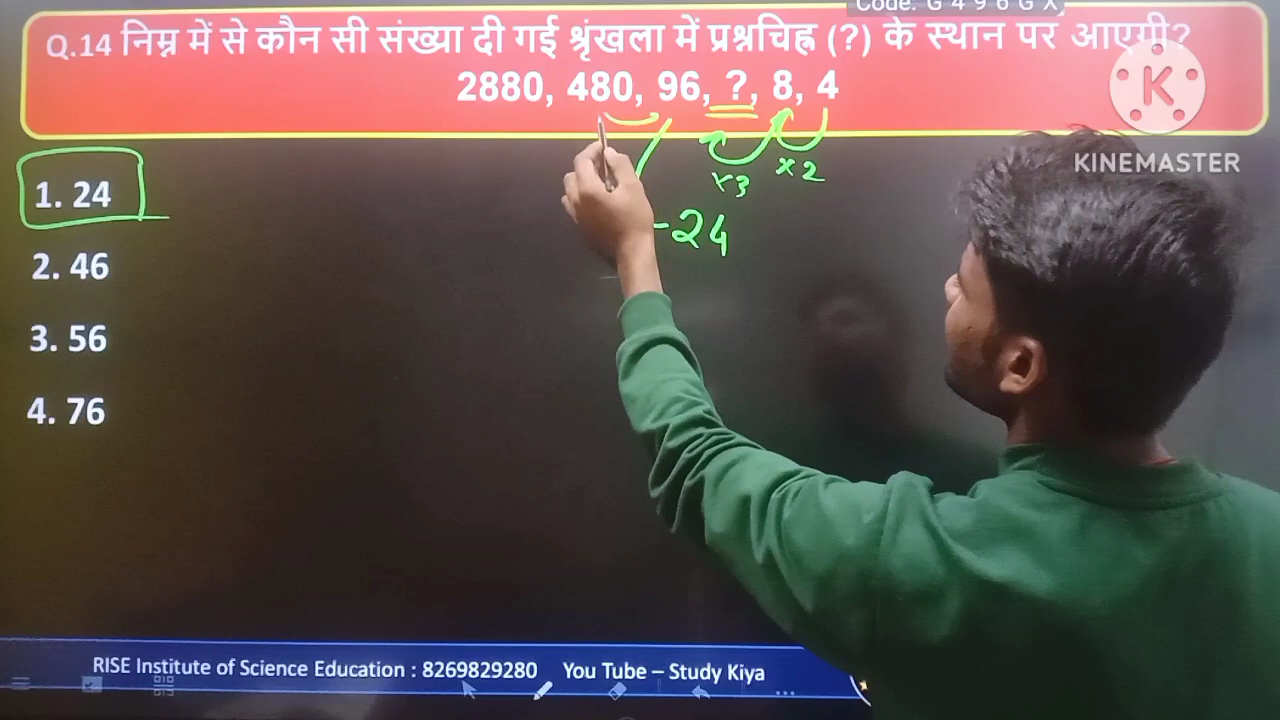 Code: G 4 9 6 G X
Q.14 निम्न में से कौन सी संख्या दी गई श्रृंखला में प्रश्नचिह्न (?) के स्थान पर आएगी?
2880, 480, 96, ?, 8, 4
K
KINEMASTER
×3 ×2
24
1. 24
2. 46
3. 56
4. 76
RISE Institute of Science Education : 8269829280 You Tube – Study Kiya